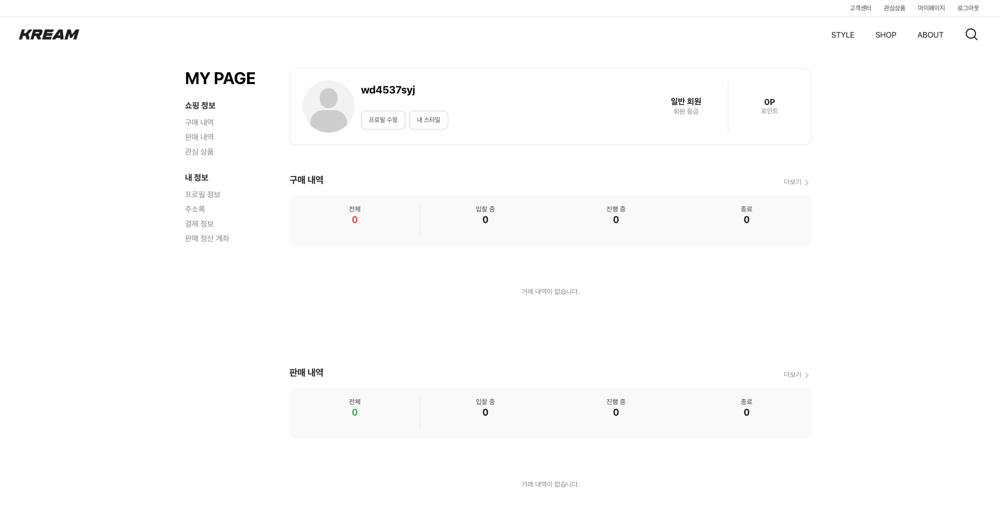 고객센터 관심상품 마이페이지 로그아웃
KREAM STYLE SHOP ABOUT
MY PAGE
쇼핑 정보
구매 내역
판매 내역
관심 상품
내 정보
프로필 정보
주소록
결제 정보
판매 정산 계좌
wd4537syj
프로필 수정 내 스타일
일반 회원
회원 등급
0P
포인트
구매 내역 더보기
전체 입찰 중 진행 중 종료
0 0 0 0
거래 내역이 없습니다.
판매 내역 더보기
전체 입찰 중 진행 중 종료
0 0 0 0
거래 내역이 없습니다.